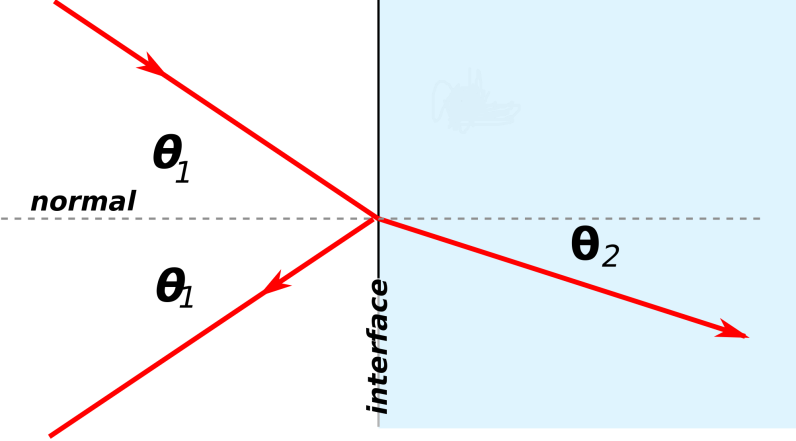 θ1
normal
θ2
θ1
interface